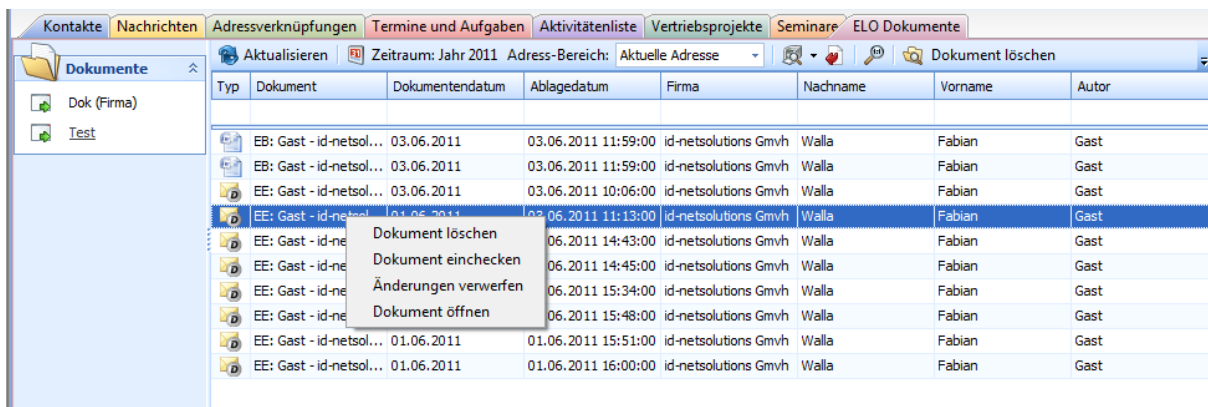 Kontakte Nachrichten Adressverknüpfungen Termine und Aufgaben Aktivitätenliste Vertriebsprojekte Seminare ELO Dokumente
Dokumente
Dok (Firma)
Test
Aktualisieren Zeitraum: Jahr 2011 Adress-Bereich: Aktuelle Adresse Dokument löschen
Typ Dokument Dokumentendatum Ablagedatum Firma Nachname Vorname Autor
EB: Gast - id-netsol... 03.06.2011 03.06.2011 11:59:00 id-netsolutions Gmvh Walla Fabian Gast
EB: Gast - id-netsol... 03.06.2011 03.06.2011 11:59:00 id-netsolutions Gmvh Walla Fabian Gast
EE: Gast - id-netsol... 03.06.2011 03.06.2011 10:06:00 id-netsolutions Gmvh Walla Fabian Gast
EE: Gast - id-netsol... 01.06.2011 03.06.2011 11:13:00 id-netsolutions Gmvh Walla Fabian Gast
EE: Gast - id-ne 06.2011 14:43:00 id-netsolutions Gmvh Walla Fabian Gast
EE: Gast - id-ne 06.2011 14:45:00 id-netsolutions Gmvh Walla Fabian Gast
EE: Gast - id-ne 06.2011 15:34:00 id-netsolutions Gmvh Walla Fabian Gast
EE: Gast - id-ne 06.2011 15:48:00 id-netsolutions Gmvh Walla Fabian Gast
EE: Gast - id-netsol... 01.06.2011 01.06.2011 15:51:00 id-netsolutions Gmvh Walla Fabian Gast
EE: Gast - id-netsol... 01.06.2011 01.06.2011 16:00:00 id-netsolutions Gmvh Walla Fabian Gast
Dokument löschen
Dokument einchecken
Änderungen verwerfen
Dokument öffnen